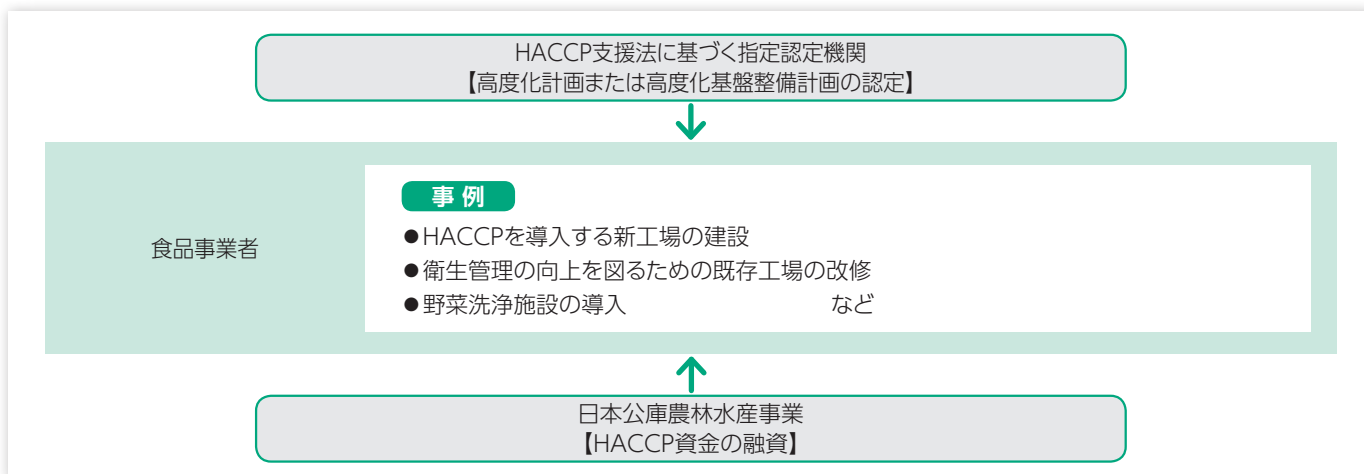 HACCP支援法に基づく指定認定機関
【高度化計画または高度化基盤整備計画の認定】
食品事業者
事例
●HACCPを導入する新工場の建設
●衛生管理の向上を図るための既存工場の改修
●野菜洗浄施設の導入 など
日本公庫農林水産事業
【HACCP資金の融資】